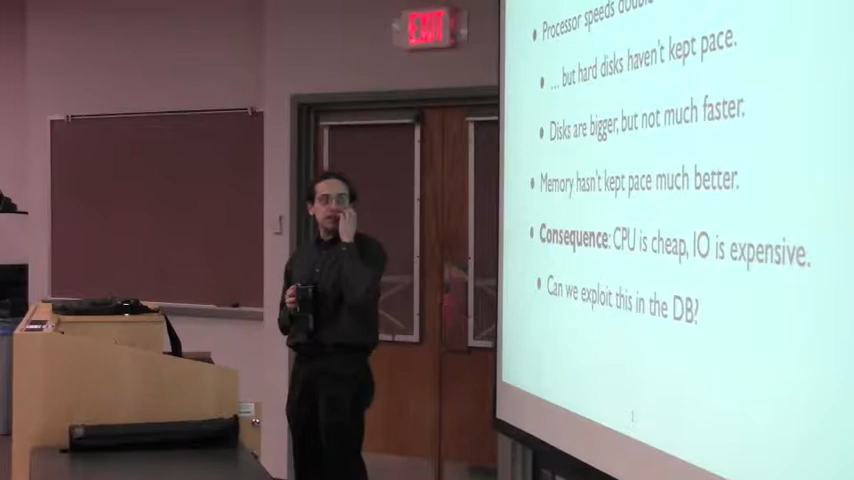 EXIT
• Processor speeds double
• ... but hard disks haven't kept pace.
• Disks are bigger, but not much faster
• Memory hasn't kept pace much better.
• Consequence: CPU is cheap, IO is expensive.
• Can we exploit this in the DB?